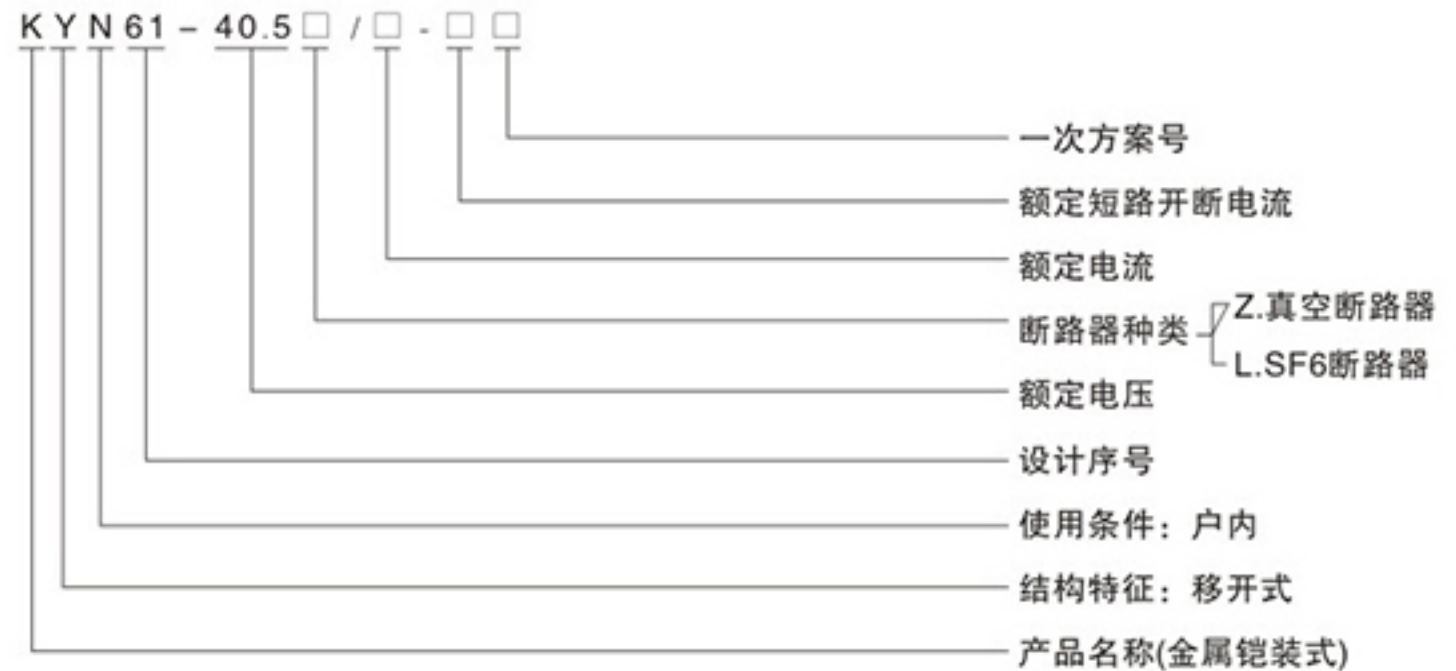 KYN61-40.5□/□-□□
一次方案号
额定短路开断电流
额定电流
Z.真空断路器
断路器种类
L.SF6断路器
额定电压
设计序号
使用条件：户内
结构特征：移开式
产品名称(金属铠装式)